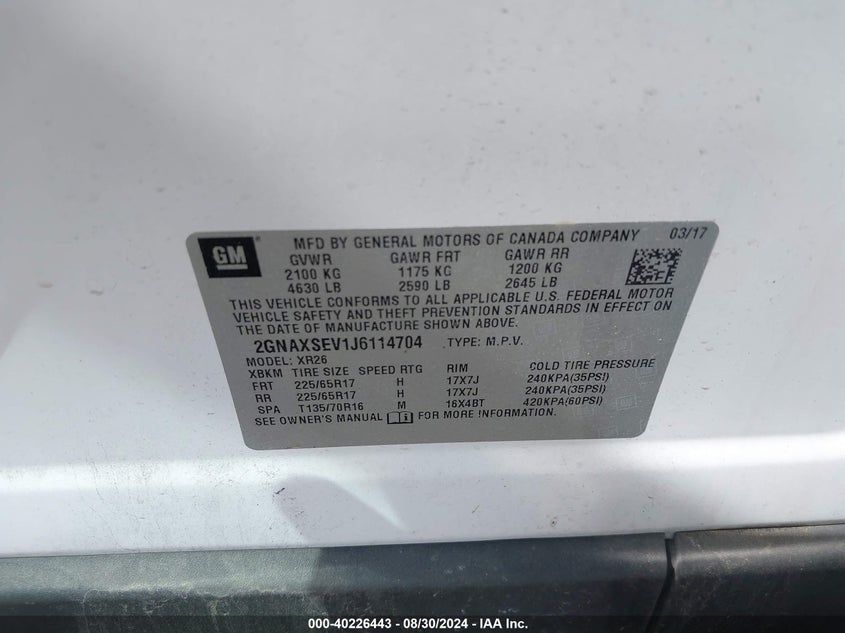 GM
MFD BY GENERAL MOTORS OF CANADA COMPANY 03/17
GVWR GAWR FRT GAWR RR
2100 KG 1175 KG 1200 KG
4630 LB 2590 LB 2645 LB
THIS VEHICLE CONFORMS TO ALL APPLICABLE U.S. FEDERAL MOTOR
VEHICLE SAFETY AND THEFT PREVENTION STANDARDS IN EFFECT ON
THE DATE OF MANUFACTURE SHOWN ABOVE.
2GNAXSEV1J6114704 TYPE: M.P.V.
MODEL: XR26
XBKM TIRE SIZE SPEED RTG RIM COLD TIRE PRESSURE
FRT 225/65R17 H 17X7J 240KPA(35PSI)
RR 225/65R17 H 17X7J 240KPA(35PSI)
SPA T135/70R16 M 16X4BT 420KPA(60PSI)
SEE OWNER'S MANUAL FOR MORE INFORMATION.
000-40226443 - 08/30/2024 - IAA Inc.